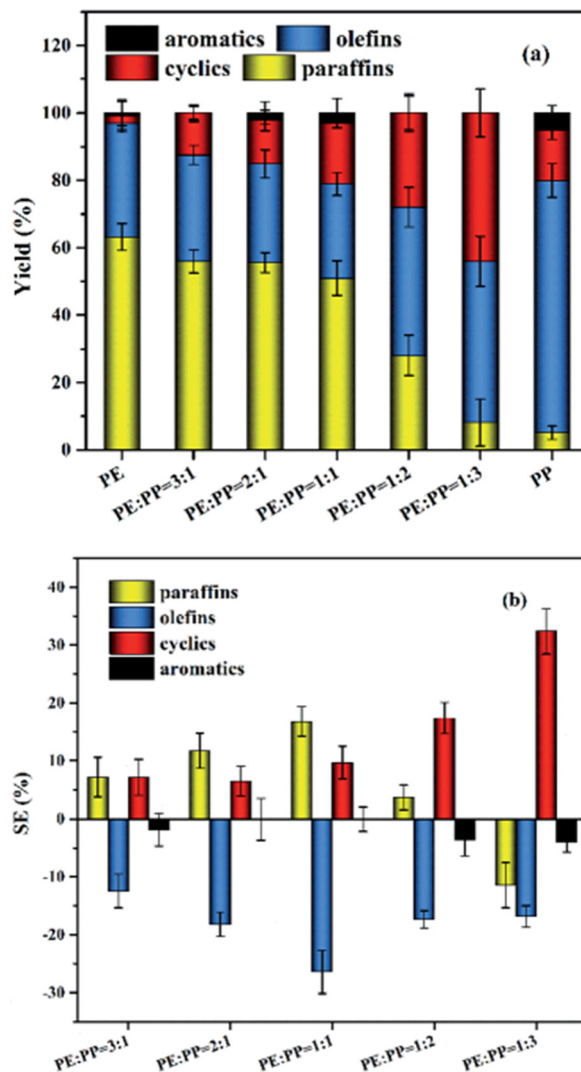 aromatics olefins
cyclics paraffins
(a)
120
100
80
60
40
20
0
Yield (%)
PE
PE:PP=3:1
PE:PP=2:1
PE:PP=1:1
PE:PP=1:2
PE:PP=1:3
PP
paraffins
olefins
cyclics
aromatics
(b)
40
30
20
10
0
-10
-20
-30
SE (%)
PE:PP=3:1
PE:PP=2:1
PE:PP=1:1
PE:PP=1:2
PE:PP=1:3